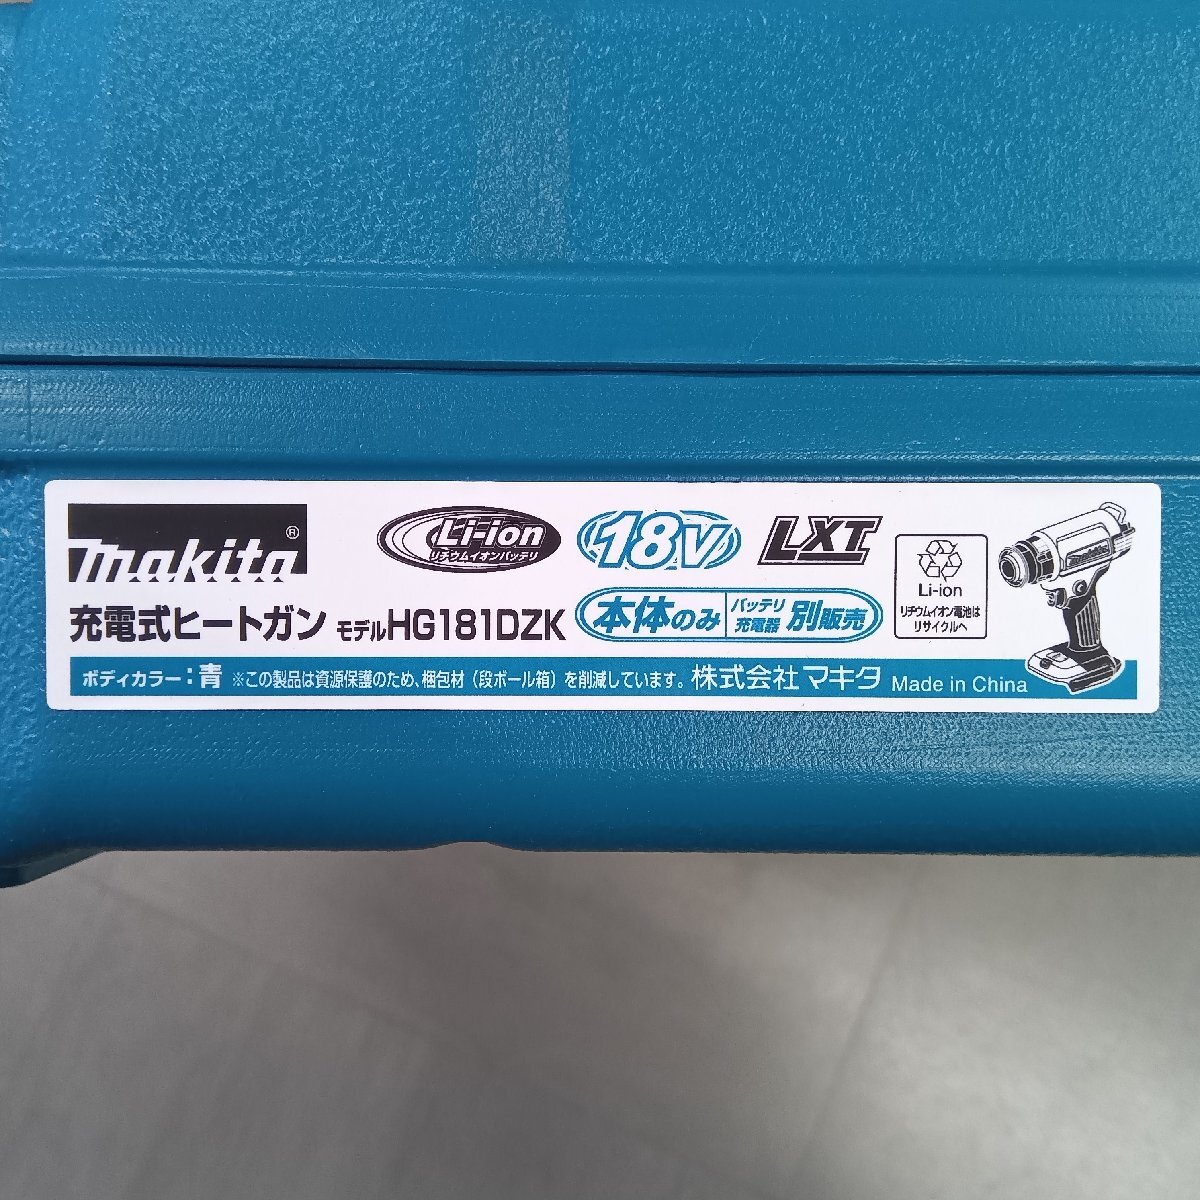 makita®
Li-ion
リチウムイオンバッテリ
18V
LXT
充電式ヒートガン モデルHG181DZK
本体のみ バッテリ 充電器 別販売
Li-ion
リチウムイオン電池は
リサイクルへ
ボディカラー：青 ※この製品は資源保護のため、梱包材（段ボール箱）を削減しています。 株式会社マキタ Made in China